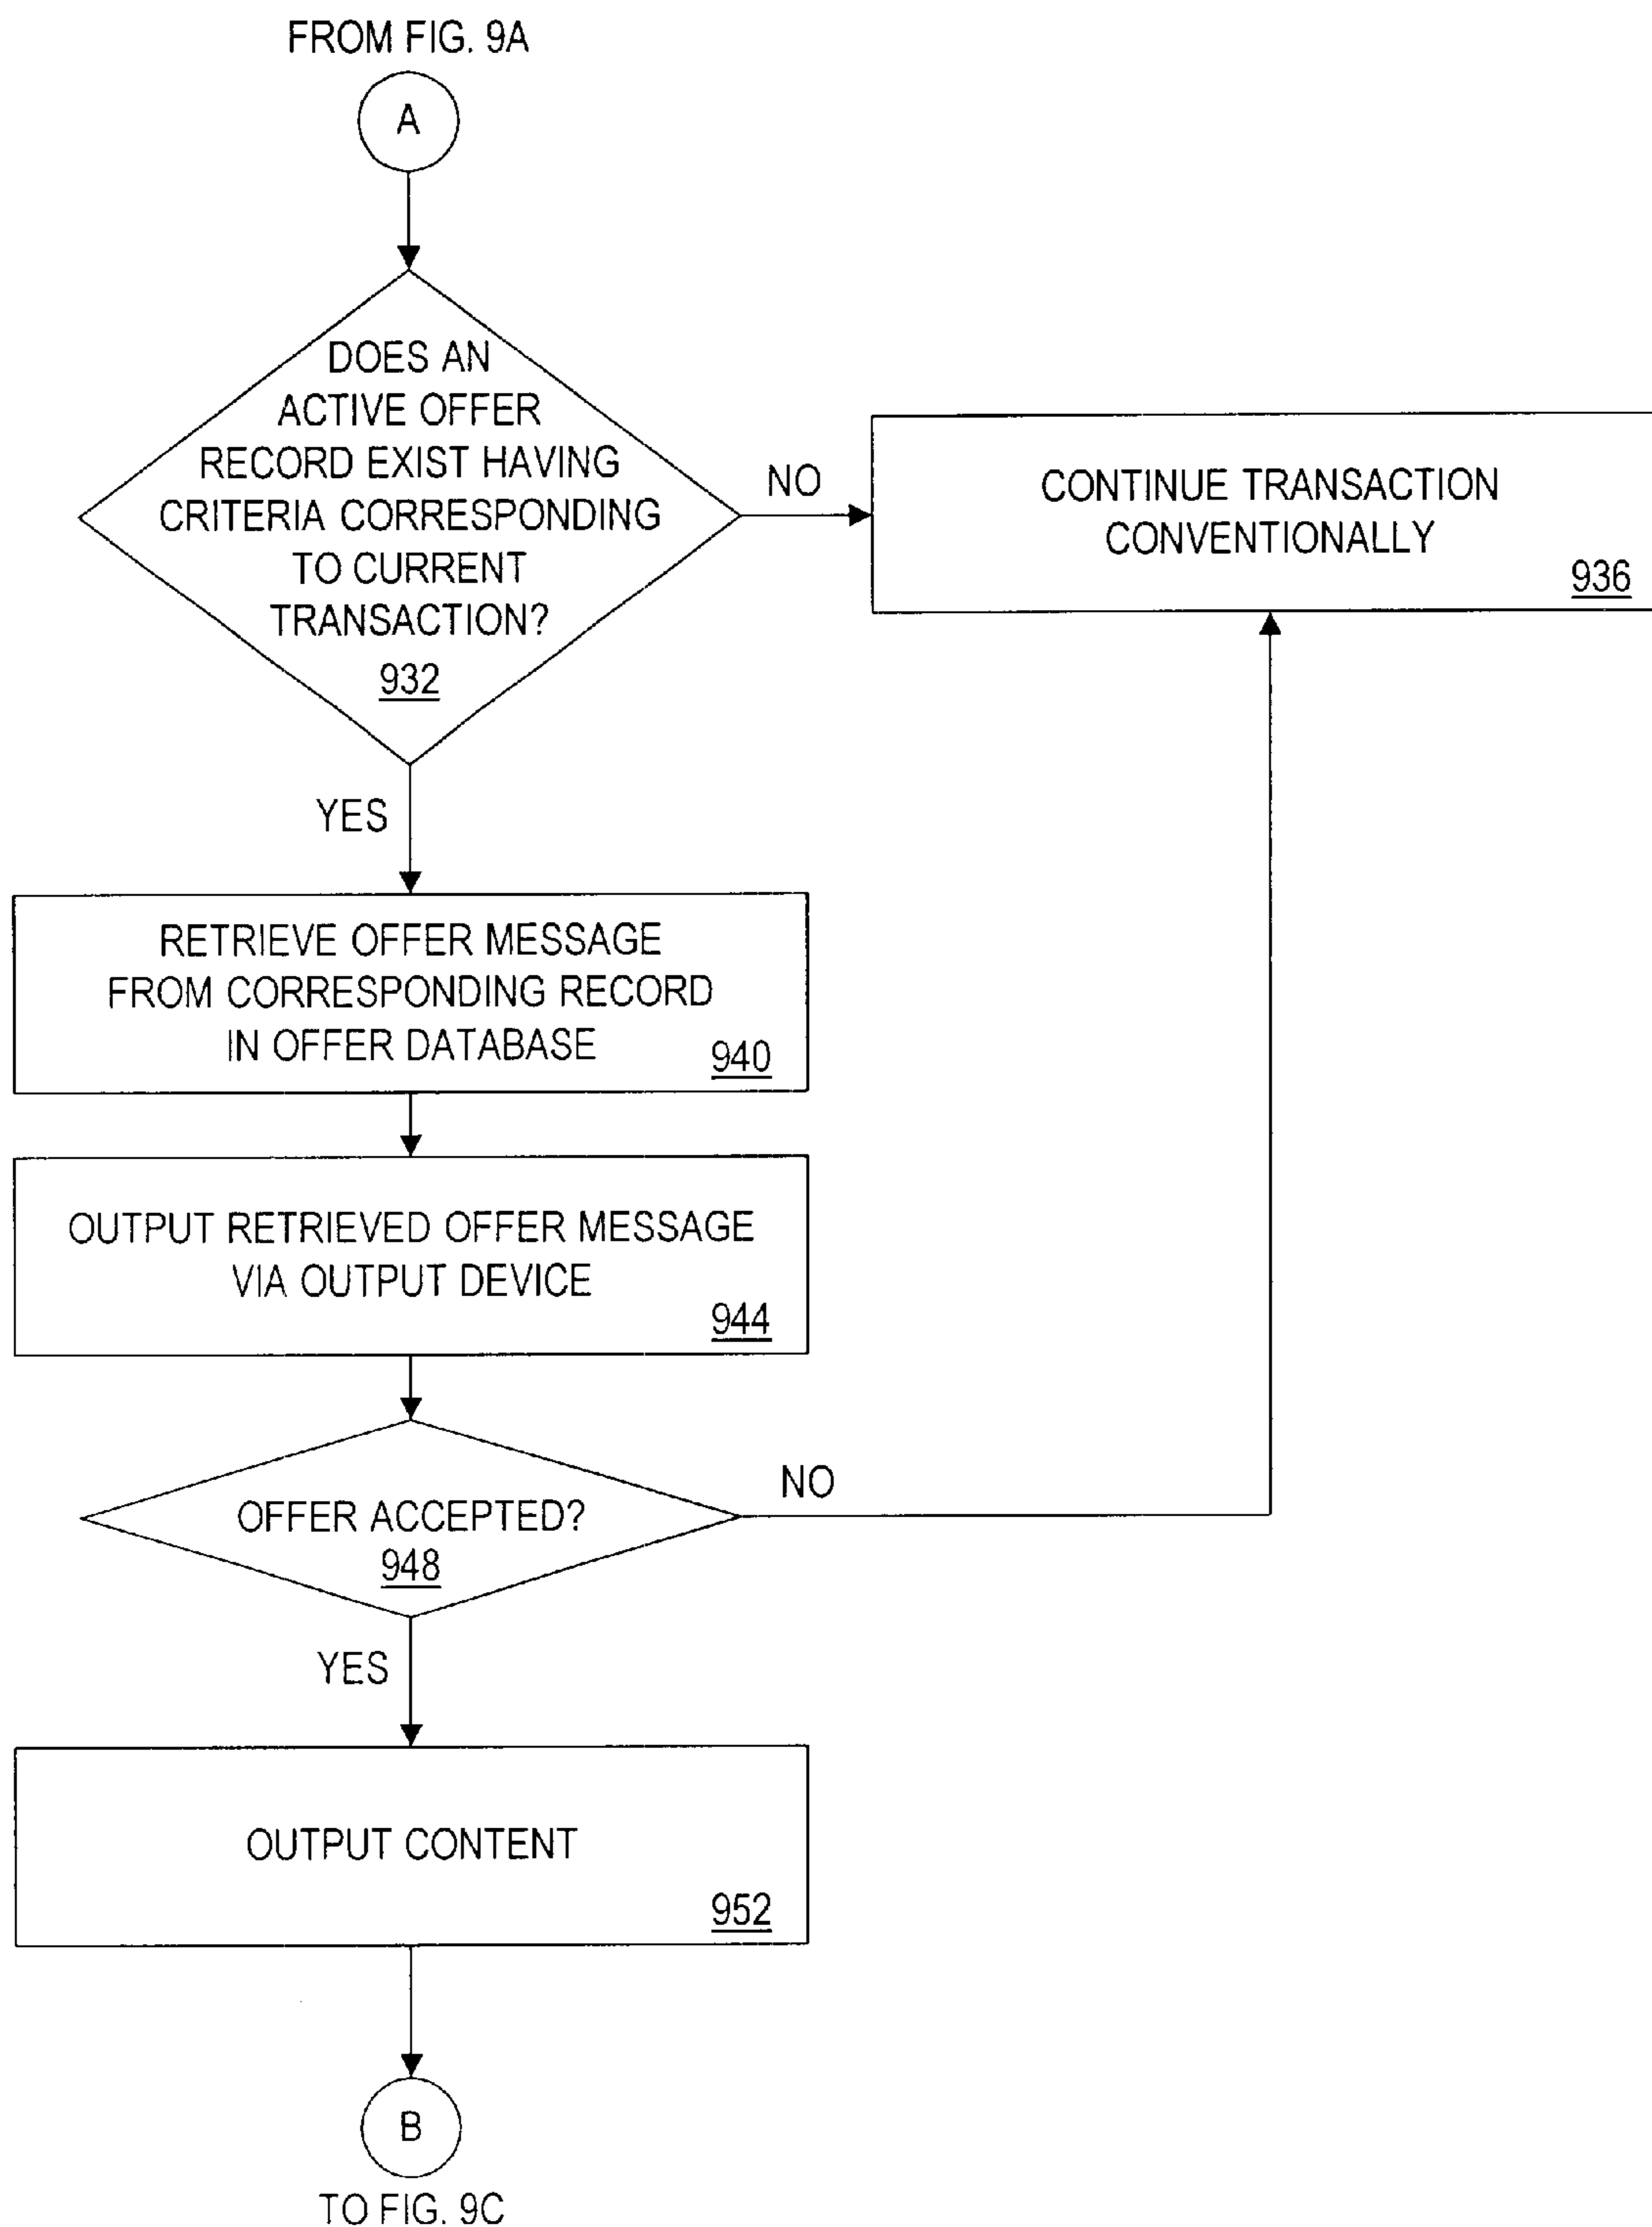 FROM FIG. 9A
A
DOES AN
ACTIVE OFFER
RECORD EXIST HAVING
CRITERIA CORRESPONDING
TO CURRENT
TRANSACTION?
932
NO
CONTINUE TRANSACTION
CONVENTIONALLY
936
YES
RETRIEVE OFFER MESSAGE
FROM CORRESPONDING RECORD
IN OFFER DATABASE
940
OUTPUT RETRIEVED OFFER MESSAGE
VIA OUTPUT DEVICE
944
OFFER ACCEPTED?
948
NO
YES
OUTPUT CONTENT
952
B
TO FIG. 9C